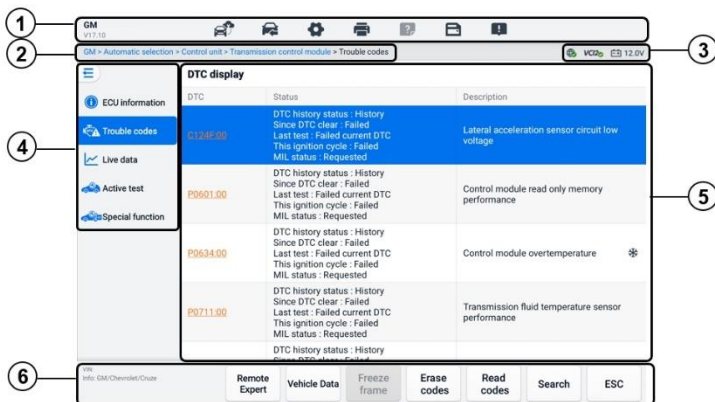 1
GM
V17.10
2
GM > Automatic selection > Control unit > Transmission control module > Trouble codes
VCI
12.0V
3
4
ECU information
Trouble codes
Live data
Active test
Special function
DTC display
DTC Status Description
C124F:00
DTC history status : History
Since DTC clear : Failed
Last test : Failed current DTC
This ignition cycle : Failed
MIL status : Requested
Lateral acceleration sensor circuit low
voltage
P0601:00
DTC history status : History
Since DTC clear : Failed
Last test : Failed current DTC
This ignition cycle : Failed
MIL status : Requested
Control module read only memory
performance
5
P0634:00
DTC history status : History
Since DTC clear : Failed
Last test : Failed current DTC
This ignition cycle : Failed
MIL status : Requested
Control module overtemperature
P0711:00
DTC history status : History
Since DTC clear : Failed
Last test : Failed current DTC
This ignition cycle : Failed
MIL status : Requested
Transmission fluid temperature sensor
performance
DTC history status : History
Since DTC clear : Failed
6
VIN:
Info: GM/Chevrolet/Cruze
Remote
Expert
Vehicle Data
Freeze
frame
Erase
codes
Read
codes
Search
ESC